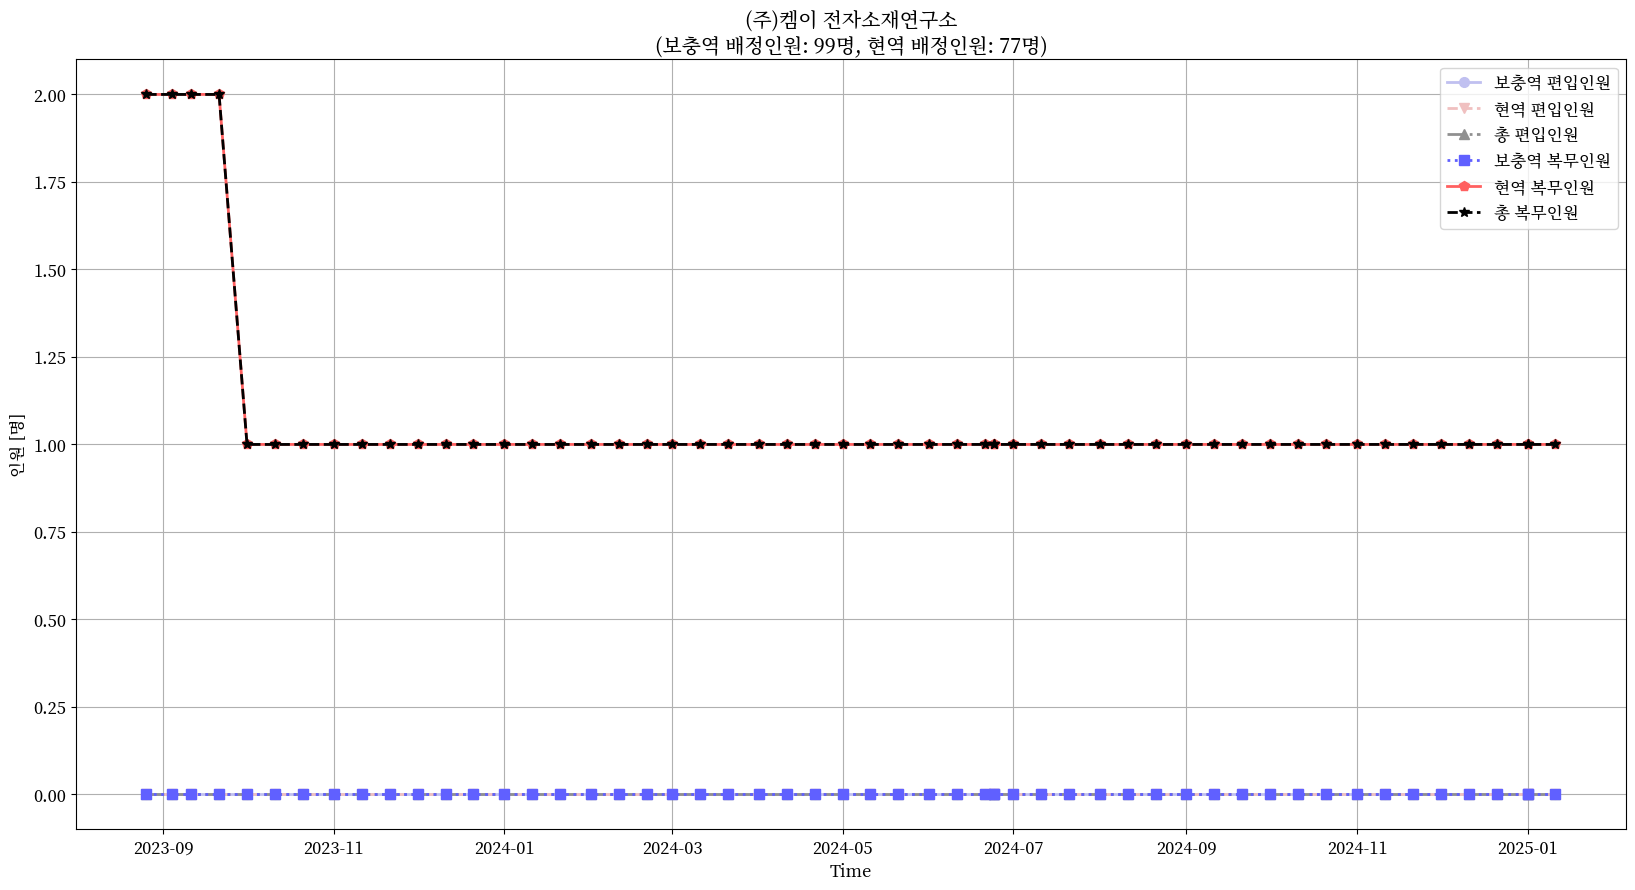 (주)켐이 전자소재연구소
(보충역 배정인원: 99명, 현역 배정인원: 77명)
보충역 편입인원
현역 편입인원
총 편입인원
보충역 복무인원
현역 복무인원
총 복무인원
인원 [명]
2.00
1.75
1.50
1.25
1.00
0.75
0.50
0.25
0.00
2023-09 2023-11 2024-01 2024-03 2024-05 2024-07 2024-09 2024-11 2025-01
Time